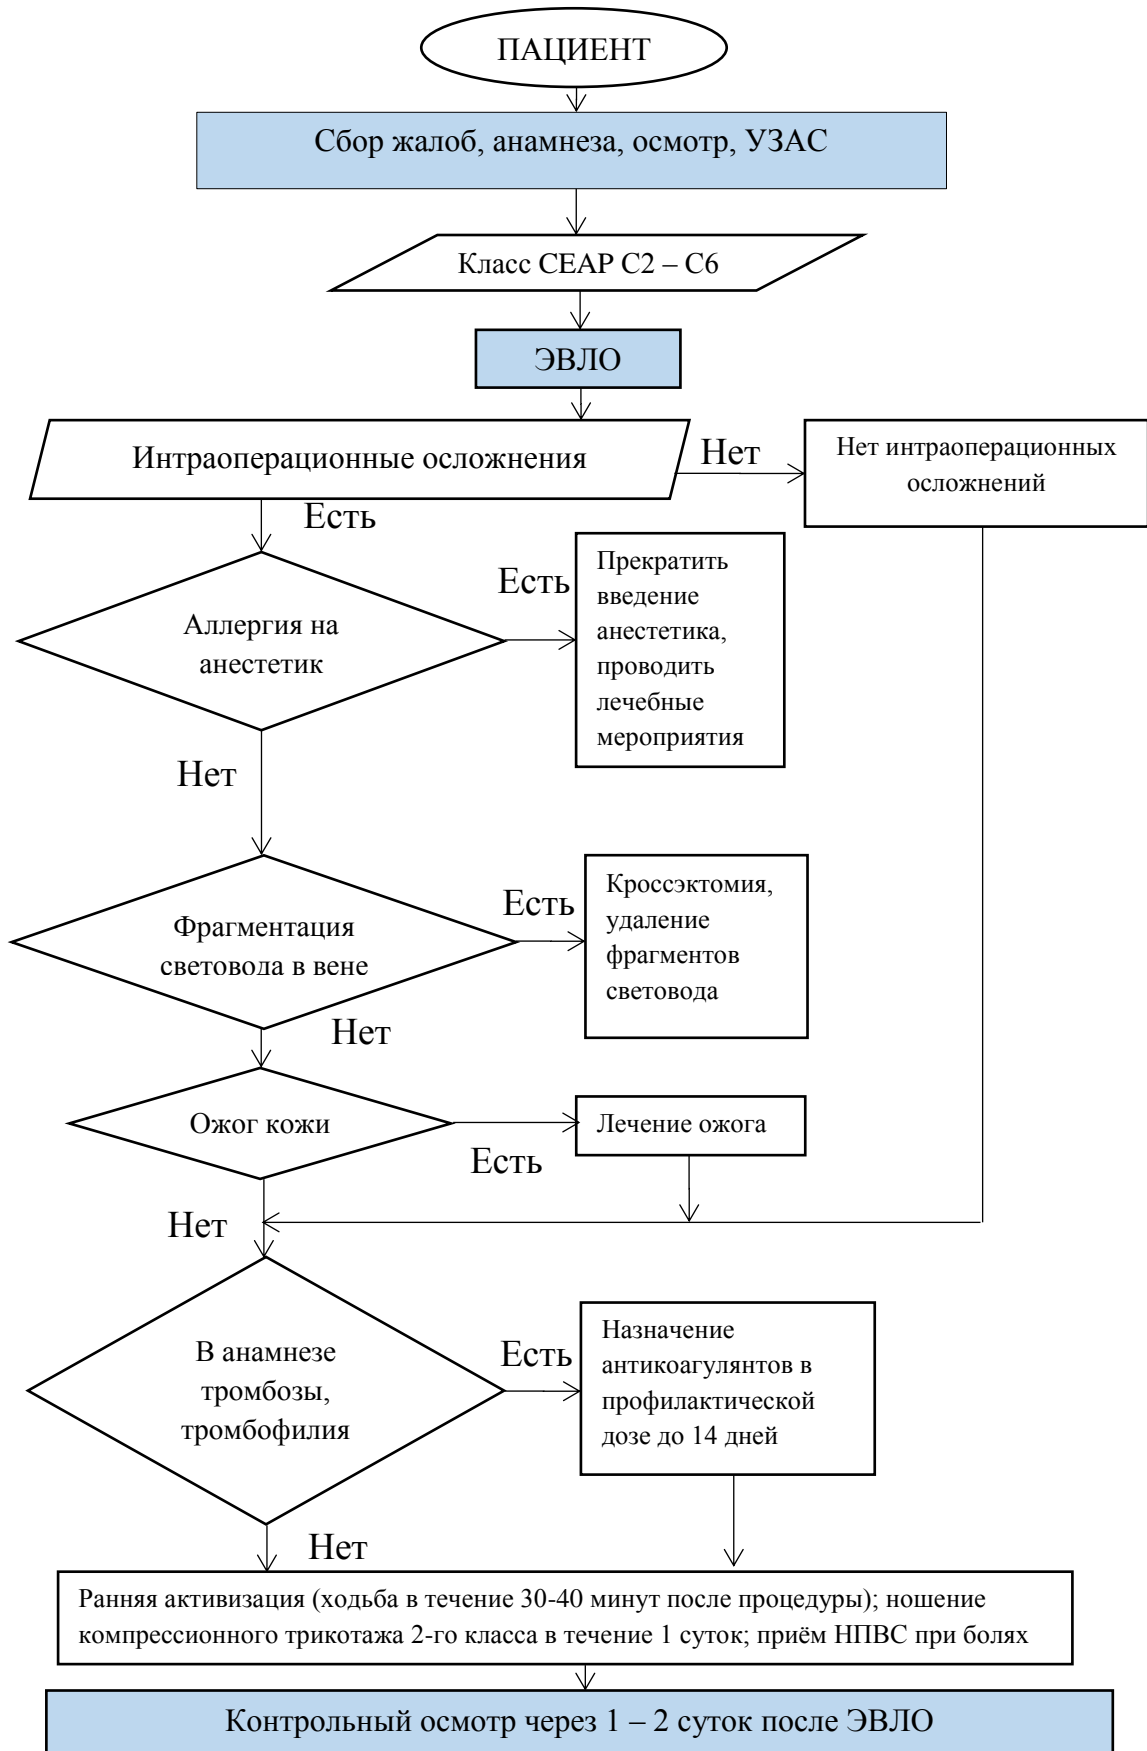 ПАЦИЕНТ
Сбор жалоб, анамнеза, осмотр, УЗАС
Класс CEAP C2 – C6
ЭВЛО
Интраоперационные осложнения
Нет
Нет интраоперационных
осложнений
Есть
Аллергия на
анестетик
Есть
Прекратить
введение
анестетика,
проводить
лечебные
мероприятия
Нет
Фрагментация
световода в вене
Есть
Кроссэктомия,
удаление
фрагментов
световода
Нет
Ожог кожи
Есть
Лечение ожога
Нет
В анамнезе
тромбозы,
тромбофилия
Есть
Назначение
антикоагулянтов в
профилактической
дозе до 14 дней
Нет
Ранняя активизация (ходьба в течение 30-40 минут после процедуры); ношение
компрессионного трикотажа 2-го класса в течение 1 суток; приём НПВС при болях
Контрольный осмотр через 1 – 2 суток после ЭВЛО